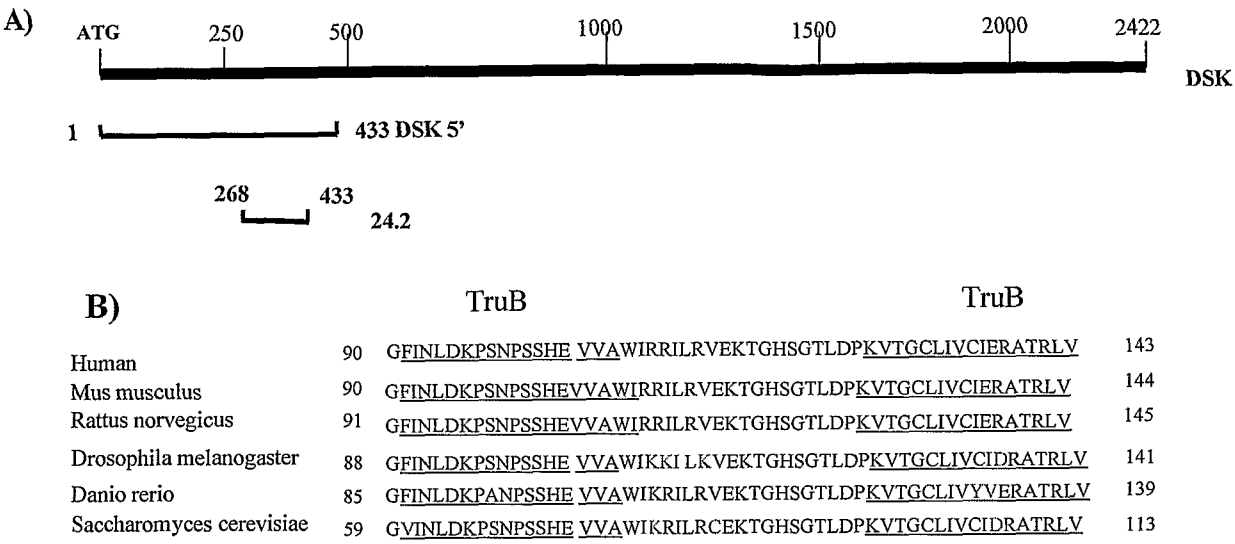 A)
ATG 250 500 1000 1500 2000 2422
DSK
1 433 DSK 5’
268 433
24.2
B) TruB TruB
Human 90 GFINLDKPSNPSSHE VVAWIRRILRVEKTGHSGTLDPKVTGCLIVCIERATRLV 143
Mus musculus 90 GFINLDKPSNPSSHEVVAWIRRILRVEKTGHSGTLDPKVTGCLIVCIERATRLV 144
Rattus norvegicus 91 GFINLDKPSNPSSHEVVAWIRRILRVEKTGHSGTLDPKVTGCLIVCIERATRLV 145
Drosophila melanogaster 88 GFINLDKPSNPSSHE VVAWIKKI LKVEKTGHSGTLDPKVTGCLIVCIDRATRLV 141
Danio rerio 85 GFINLDKPANPSSHE VVAWIKRILRVEKTGHSGTLDPKVTGCLIVYVERATRLV 139
Saccharomyces cerevisiae 59 GVINLDKPSNPSSHE VVAWIKRILRCEKTGHSGTLDPKVTGCLIVCIDRATRLV 113